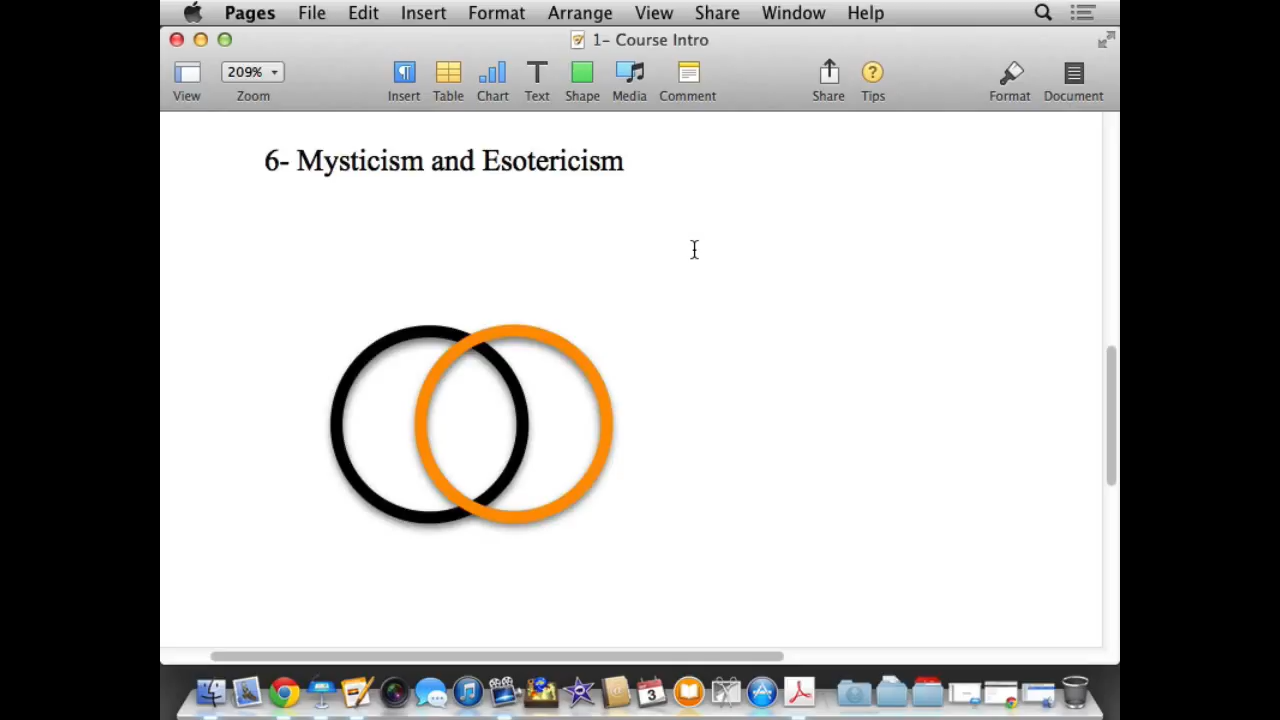 Pages File Edit Insert Format Arrange View Share Window Help
1- Course Intro
209%
View Zoom Insert Table Chart Text Shape Media Comment Share Tips Format Document
6- Mysticism and Esotericism
3